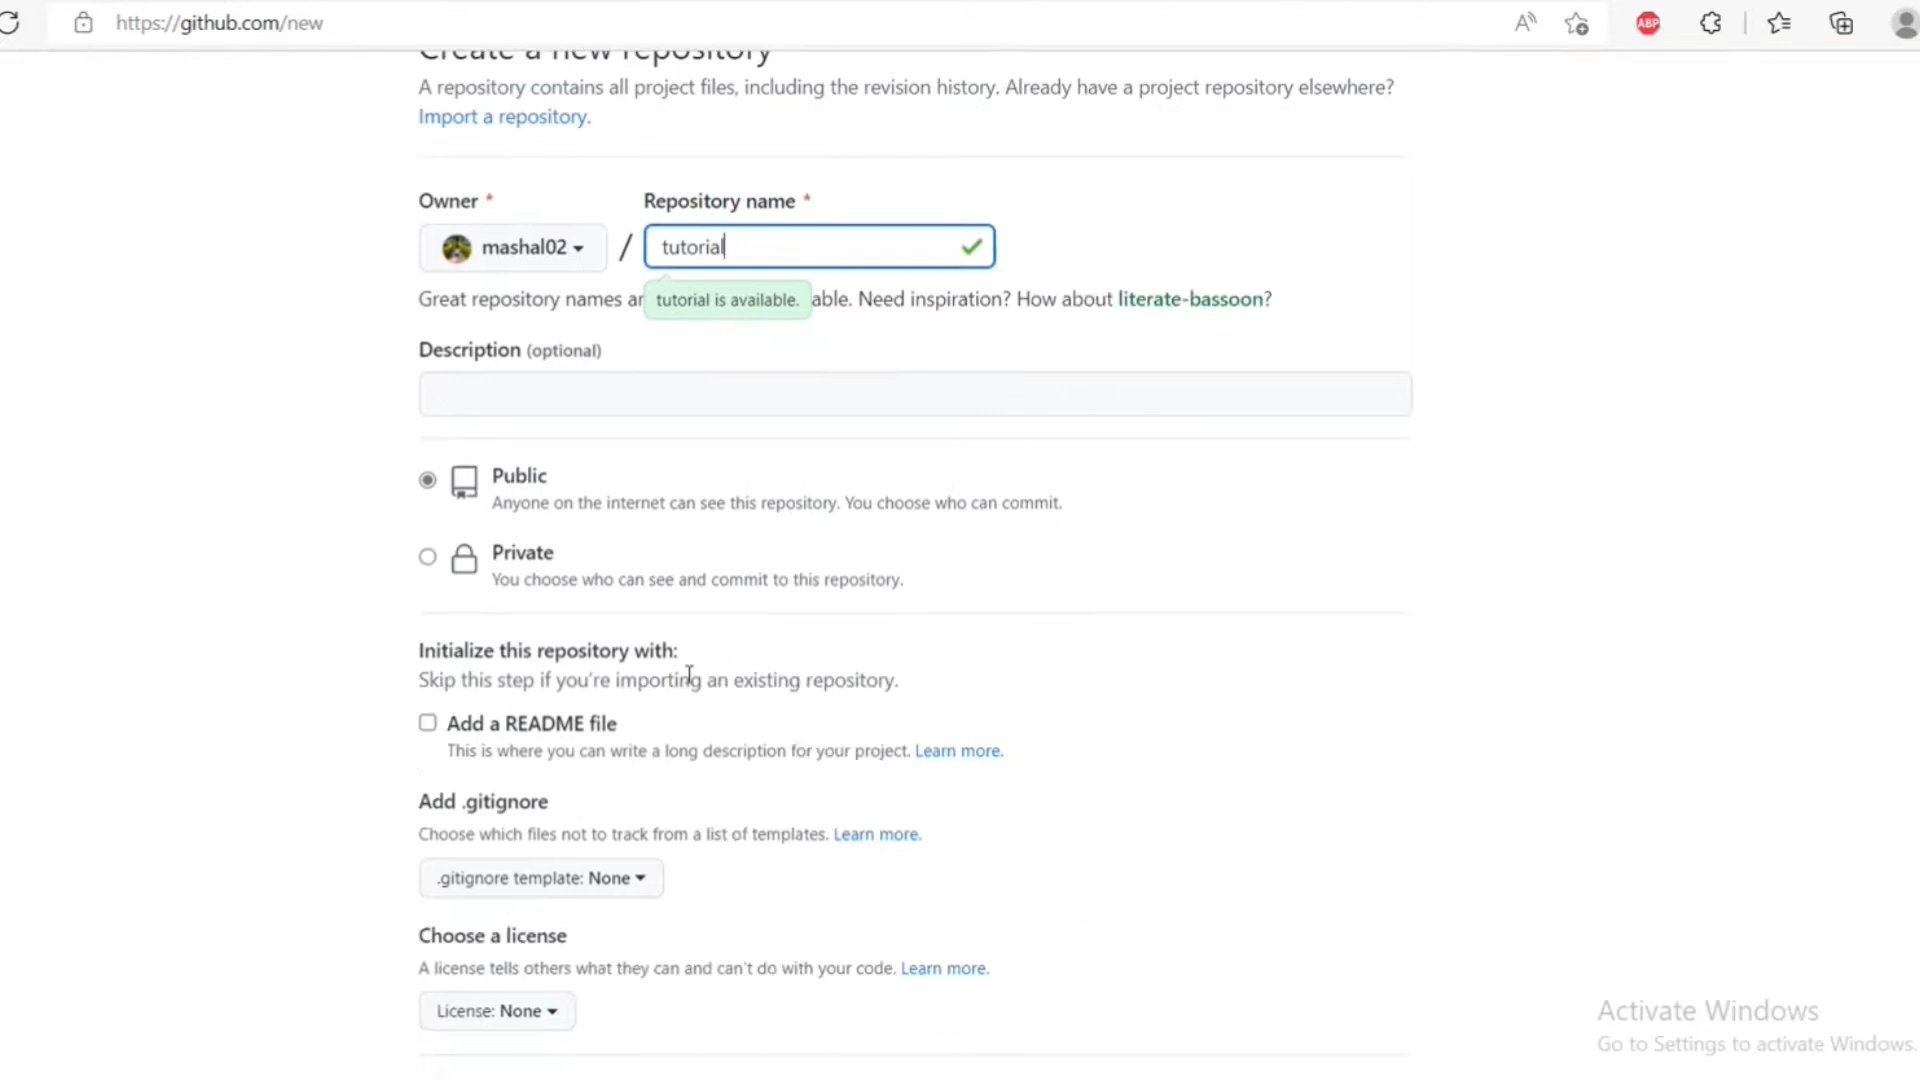 https://github.com/new
ABP
Create a new repository
A repository contains all project files, including the revision history. Already have a project repository elsewhere?
Import a repository.
Owner *
Repository name *
mashal02
/
tutorial
Great repository names ar
tutorial is available.
able. Need inspiration? How about literate-bassoon?
Description (optional)
Public
Anyone on the internet can see this repository. You choose who can commit.
Private
You choose who can see and commit to this repository.
Initialize this repository with:
Skip this step if you're importing an existing repository.
Add a README file
This is where you can write a long description for your project. Learn more.
Add .gitignore
Choose which files not to track from a list of templates. Learn more.
.gitignore template: None
Choose a license
A license tells others what they can and can't do with your code. Learn more.
License: None
Activate Windows
Go to Settings to activate Windows.